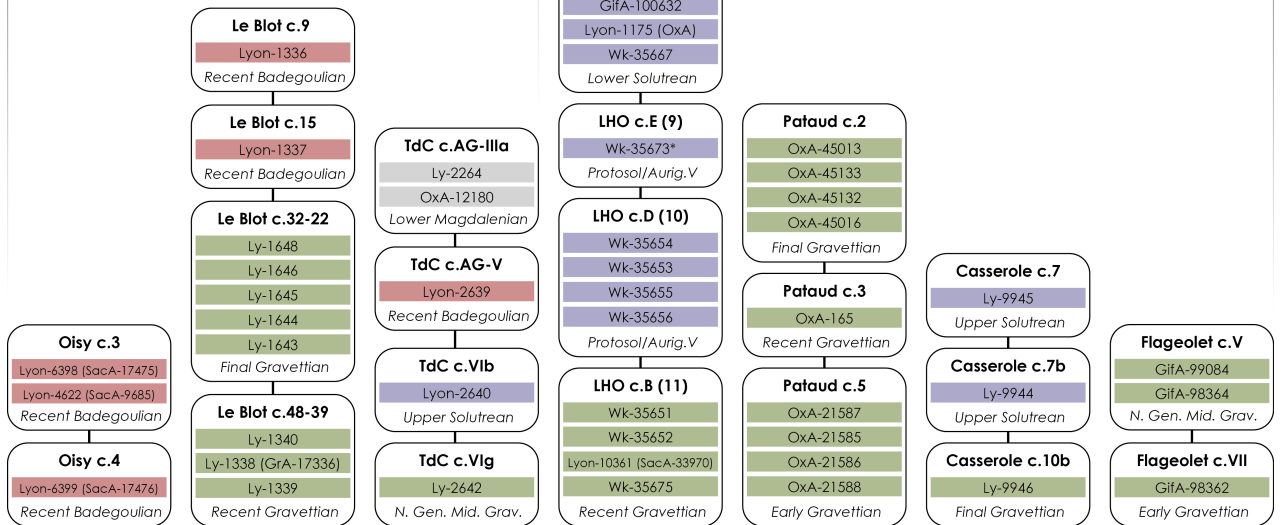 Oisy c.3
Lyon-6398 (SacA-17475)
Lyon-4622 (SacA-9685)
Recent Badegoulian
Oisy c.4
Lyon-6399 (SacA-17476)
Recent Badegoulian
Le Blot c.9
Lyon-1336
Recent Badegoulian
Le Blot c.15
Lyon-1337
Recent Badegoulian
Le Blot c.32-22
Ly-1648
Ly-1646
Ly-1645
Ly-1644
Ly-1643
Final Gravettian
Le Blot c.48-39
Ly-1340
Ly-1338 (GrA-17336)
Ly-1339
Recent Gravettian
TdC c.AG-IIIa
Ly-2264
OxA-12180
Lower Magdalenian
TdC c.AG-V
Lyon-2639
Recent Badegoulian
TdC c.VIb
Lyon-2640
Upper Solutrean
TdC c.VIg
Ly-2642
N. Gen. Mid. Grav.
GifA-100632
Lyon-1175 (OxA)
Wk-35667
Lower Solutrean
LHO c.E (9)
Wk-35673*
Protosol/Aurig.V
LHO c.D (10)
Wk-35654
Wk-35653
Wk-35655
Wk-35656
Protosol/Aurig.V
LHO c.B (11)
Wk-35651
Wk-35652
Lyon-10361 (SacA-33970)
Wk-35675
Recent Gravettian
Pataud c.2
OxA-45013
OxA-45133
OxA-45132
OxA-45016
Final Gravettian
Pataud c.3
OxA-165
Recent Gravettian
Pataud c.5
OxA-21587
OxA-21585
OxA-21586
OxA-21588
Early Gravettian
Casserole c.7
Ly-9945
Upper Solutrean
Casserole c.7b
Ly-9944
Upper Solutrean
Casserole c.10b
Ly-9946
Final Gravettian
Flageolet c.V
GifA-99084
GifA-98364
N. Gen. Mid. Grav.
Flageolet c.VII
GifA-98362
Early Gravettian